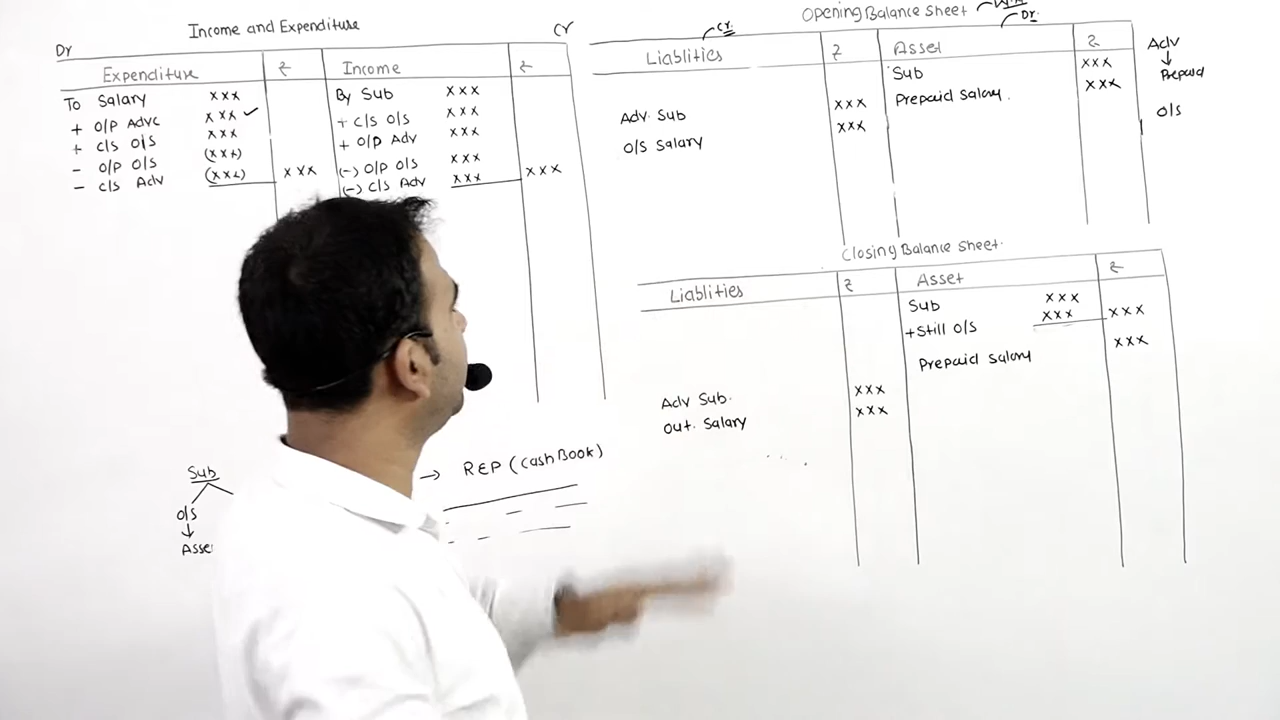 Income and Expenditure
Dr Cr
Expenditure ₹ Income ₹
To Salary xxx By Sub xxx
+ O/P Advc xxx ✓ + C/S O/S xxx
+ C/S O/S xxx + O/P Adv xxx
- O/P O/S (xxx) (-) O/P O/S xxx
- C/S Adv (xxx) xxx (-) C/S Adv xxx xxx
Opening Balance Sheet
Cr. Dr.
Liablities ₹ Asset ₹
Sub xxx
Adv Sub xxx Prepaid Salary. xxx
O/S Salary xxx
Adv
↓
Prepaid
O/S
Closing Balance Sheet.
Liablities ₹ Asset ₹
Sub xxx
+Still O/S xxx xxx
Prepaid Salary xxx
Adv Sub. xxx
Out. Salary xxx
Sub
O/S
↓
Asse
→ REP (Cash Book)